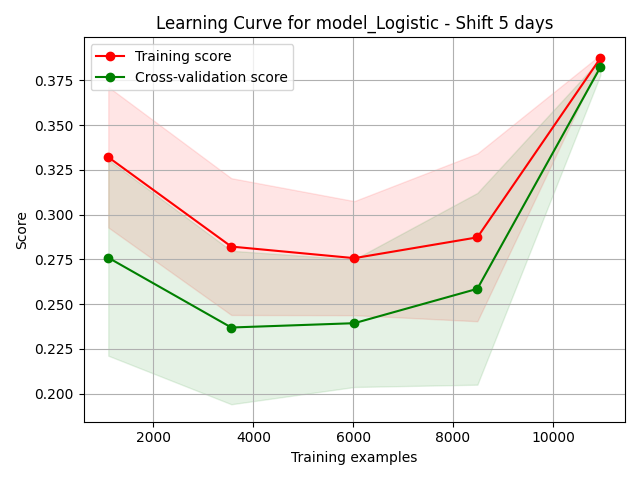 Learning Curve for model_Logistic - Shift 5 days
Training score
Cross-validation score
0.375
0.350
0.325
0.300
0.275
0.250
0.225
0.200
Score
2000 4000 6000 8000 10000
Training examples